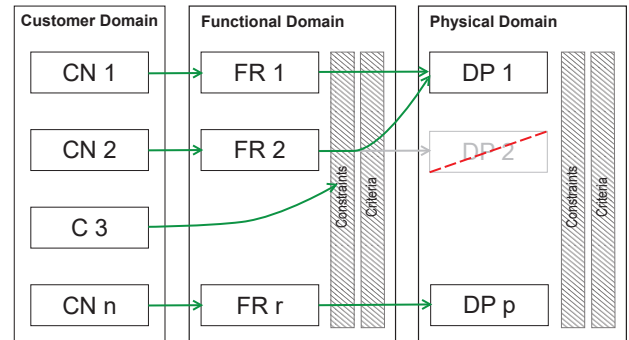 Customer Domain
Functional Domain
Physical Domain
CN 1
FR 1
DP 1
CN 2
FR 2
DP 2
C 3
CN n
FR r
DP p
Constraints
Criteria
Constraints
Criteria